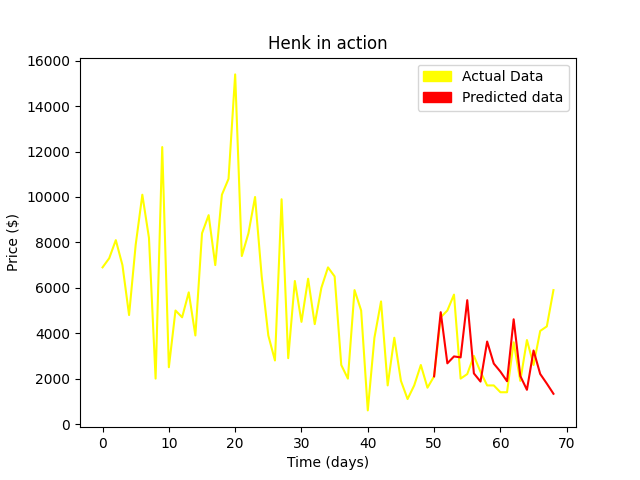 Henk in action
Actual Data
Predicted data
Price ($)
16000
14000
12000
10000
8000
6000
4000
2000
0
0 10 20 30 40 50 60 70
Time (days)